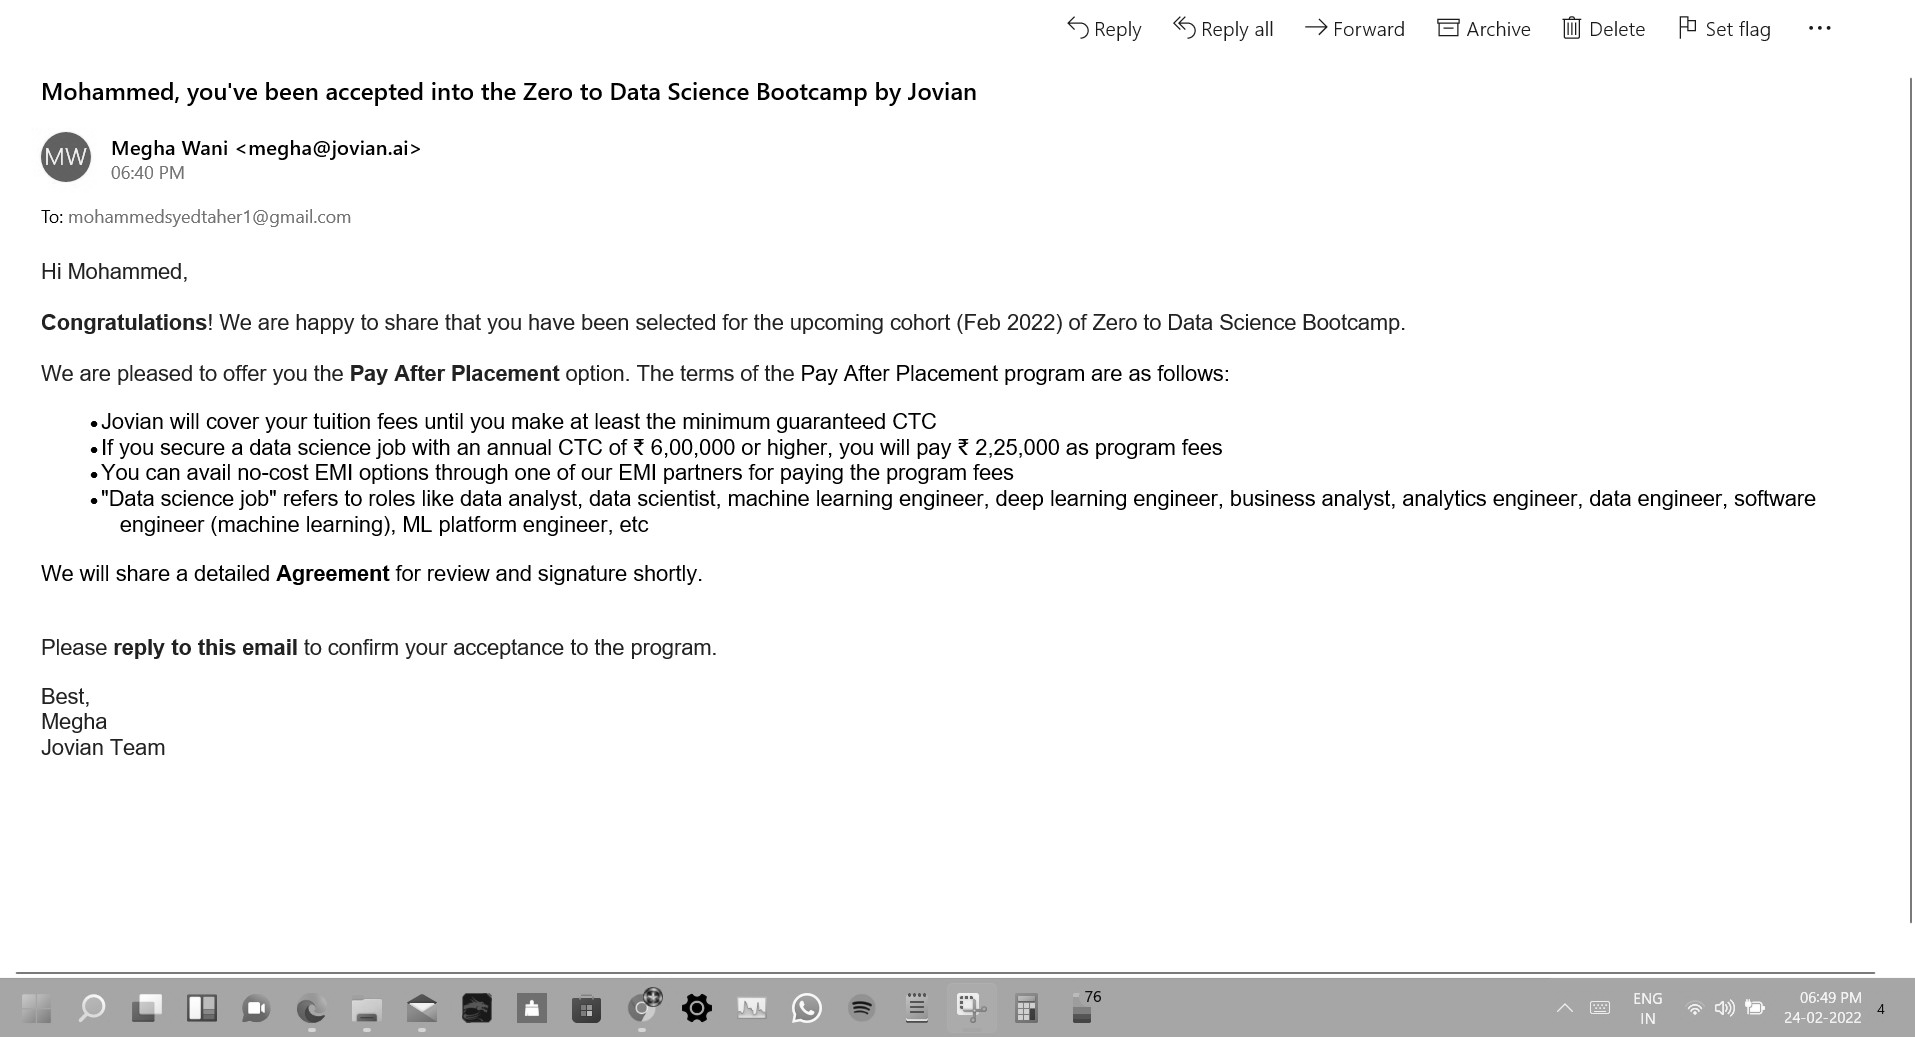 Reply Reply all Forward Archive Delete Set flag ...
Mohammed, you've been accepted into the Zero to Data Science Bootcamp by Jovian
MW
Megha Wani <megha@jovian.ai>
06:40 PM
To: mohammedsyedtaher1@gmail.com
Hi Mohammed,
Congratulations! We are happy to share that you have been selected for the upcoming cohort (Feb 2022) of Zero to Data Science Bootcamp.
We are pleased to offer you the Pay After Placement option. The terms of the Pay After Placement program are as follows:
• Jovian will cover your tuition fees until you make at least the minimum guaranteed CTC
• If you secure a data science job with an annual CTC of ₹ 6,00,000 or higher, you will pay ₹ 2,25,000 as program fees
• You can avail no-cost EMI options through one of our EMI partners for paying the program fees
• "Data science job" refers to roles like data analyst, data scientist, machine learning engineer, deep learning engineer, business analyst, analytics engineer, data engineer, software
engineer (machine learning), ML platform engineer, etc
We will share a detailed Agreement for review and signature shortly.
Please reply to this email to confirm your acceptance to the program.
Best,
Megha
Jovian Team
76
ENG
IN
06:49 PM
24-02-2022
4